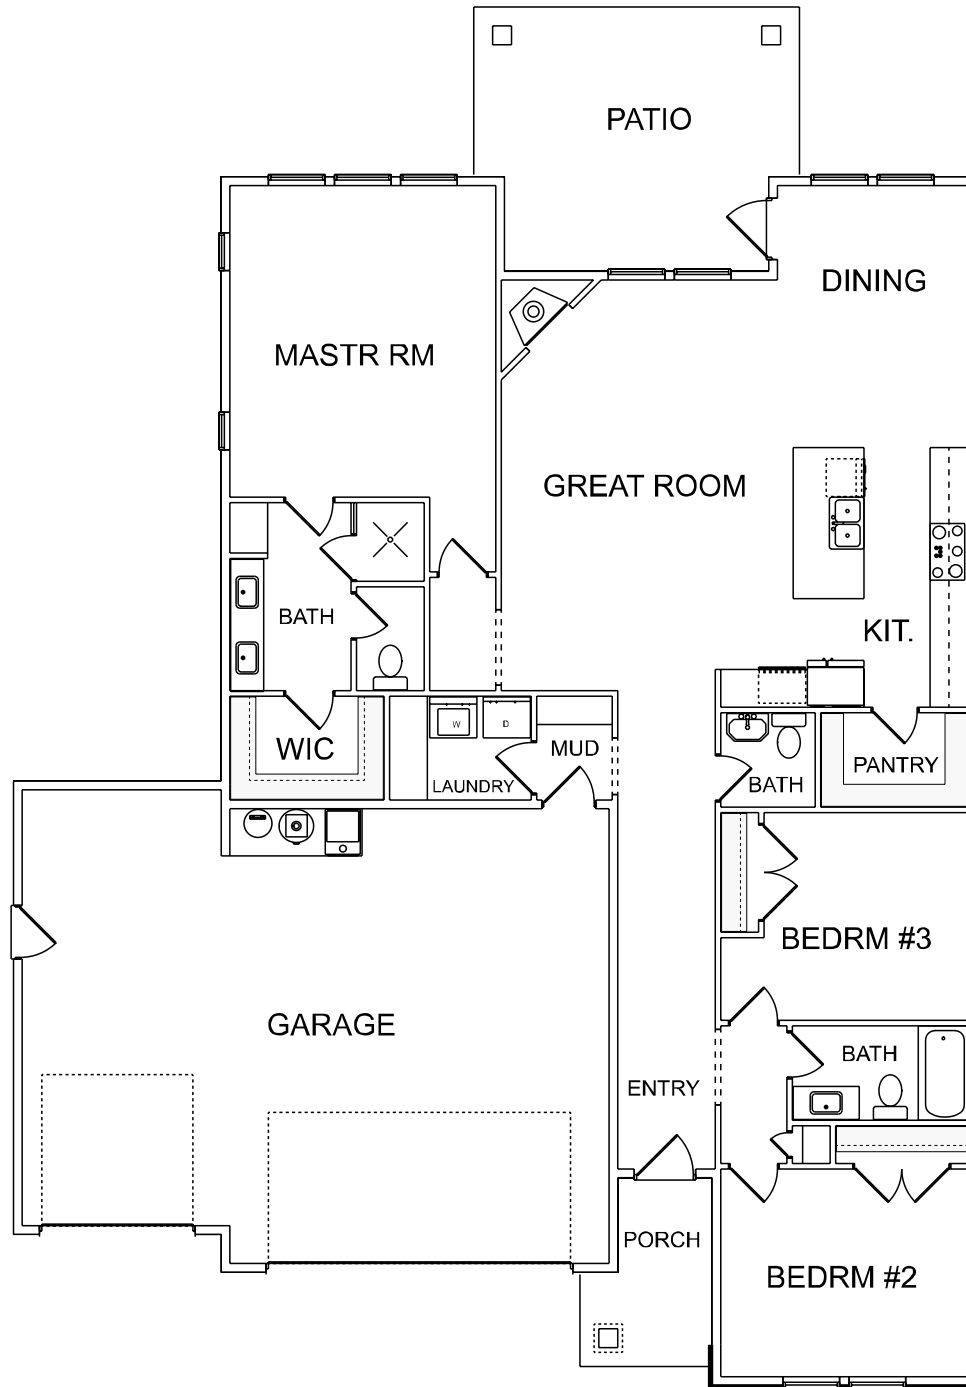 PATIO
DINING
MASTR RM
GREAT ROOM
BATH
KIT.
W
D
WIC
MUD
LAUNDRY
BATH
PANTRY
BEDRM #3
GARAGE
BATH
ENTRY
PORCH
BEDRM #2